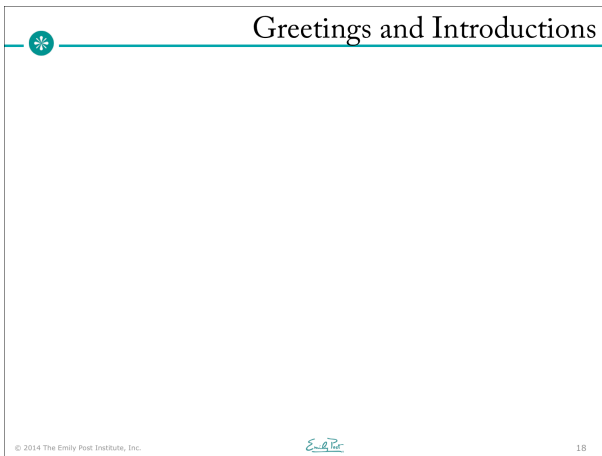 Greetings and Introductions
© 2014 The Emily Post Institute, Inc.
Emily Post
18